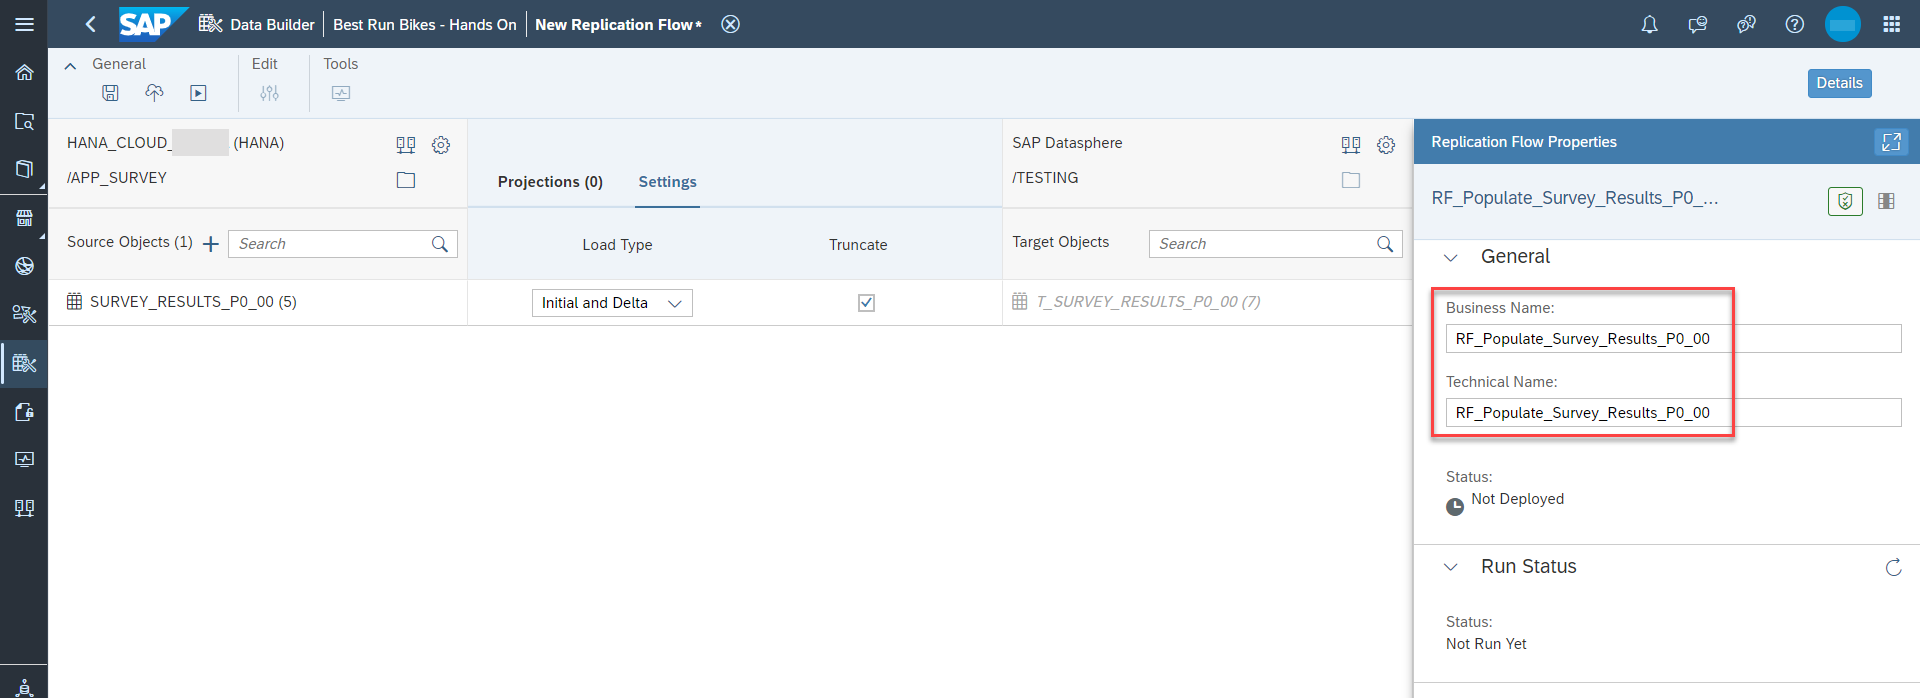 SAP Data Builder Best Run Bikes - Hands On New Replication Flow*
General Edit Tools
Details
HANA_CLOUD_ (HANA)
/APP_SURVEY
Projections (0) Settings
SAP Datasphere
/TESTING
Source Objects (1) Search
Load Type Truncate
Target Objects Search
SURVEY_RESULTS_P0_00 (5) Initial and Delta T_SURVEY_RESULTS_P0_00 (7)
Replication Flow Properties
RF_Populate_Survey_Results_P0_...
General
Business Name:
RF_Populate_Survey_Results_P0_00
Technical Name:
RF_Populate_Survey_Results_P0_00
Status:
Not Deployed
Run Status
Status:
Not Run Yet